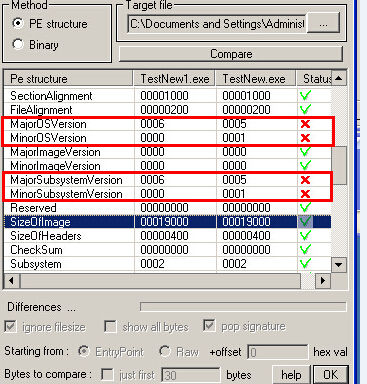 Method
Target file
PE structure
C:\Documents and Settings\Adminis
...
Binary
Compare
Pe structure TestNew1.exe TestNew.exe Status
SectionAlignment 00001000 00001000
FileAlignment 00000200 00000200
MajorOSVersion 0006 0005
MinorOSVersion 0000 0001
MajorImageVersion 0000 0000
MinorImageVersion 0000 0000
MajorSubsystemVersion 0006 0005
MinorSubsystemVersion 0000 0001
Reserved 00000000 00000000
SizeOfImage 00019000 00019000
SizeOfHeaders 00000400 00000400
CheckSum 00000000 00000000
Subsystem 0002 0002
Differences ...
ignore filesize show all bytes pop signature
Starting from : EntryPoint Raw +offset 0 hex val
Bytes to compare : just first 30 bytes help OK